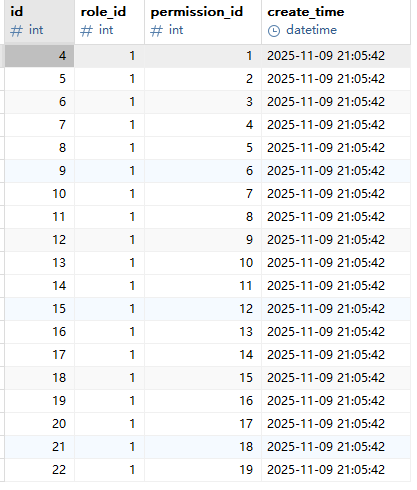 id role_id permission_id create_time
# int # int # int datetime
4 1 1 2025-11-09 21:05:42
5 1 2 2025-11-09 21:05:42
6 1 3 2025-11-09 21:05:42
7 1 4 2025-11-09 21:05:42
8 1 5 2025-11-09 21:05:42
9 1 6 2025-11-09 21:05:42
10 1 7 2025-11-09 21:05:42
11 1 8 2025-11-09 21:05:42
12 1 9 2025-11-09 21:05:42
13 1 10 2025-11-09 21:05:42
14 1 11 2025-11-09 21:05:42
15 1 12 2025-11-09 21:05:42
16 1 13 2025-11-09 21:05:42
17 1 14 2025-11-09 21:05:42
18 1 15 2025-11-09 21:05:42
19 1 16 2025-11-09 21:05:42
20 1 17 2025-11-09 21:05:42
21 1 18 2025-11-09 21:05:42
22 1 19 2025-11-09 21:05:42